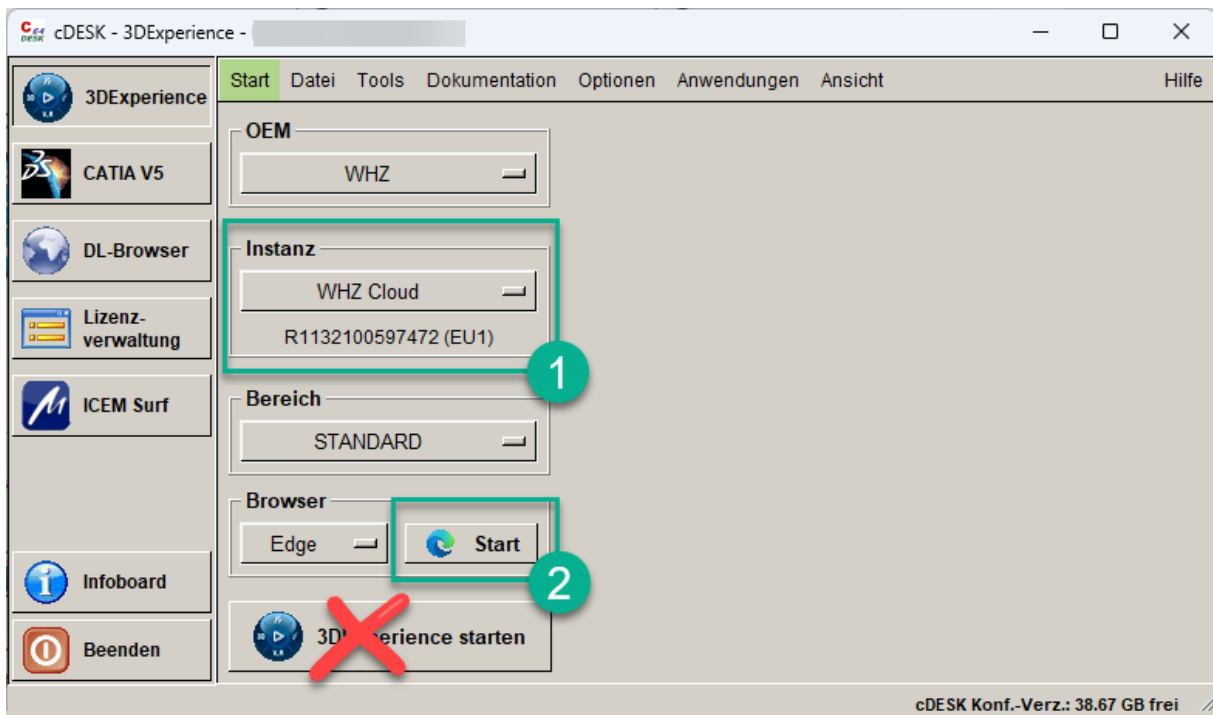 cDESK - 3DExperience -
3DExperience
CATIA V5
DL-Browser
Lizenz-
verwaltung
ICEM Surf
Infoboard
Beenden
Start Datei Tools Dokumentation Optionen Anwendungen Ansicht Hilfe
OEM
WHZ
Instanz
WHZ Cloud
R1132100597472 (EU1)
1
Bereich
STANDARD
Browser
Edge Start
2
starten
cDESK Konf.-Verz.: 38.67 GB frei